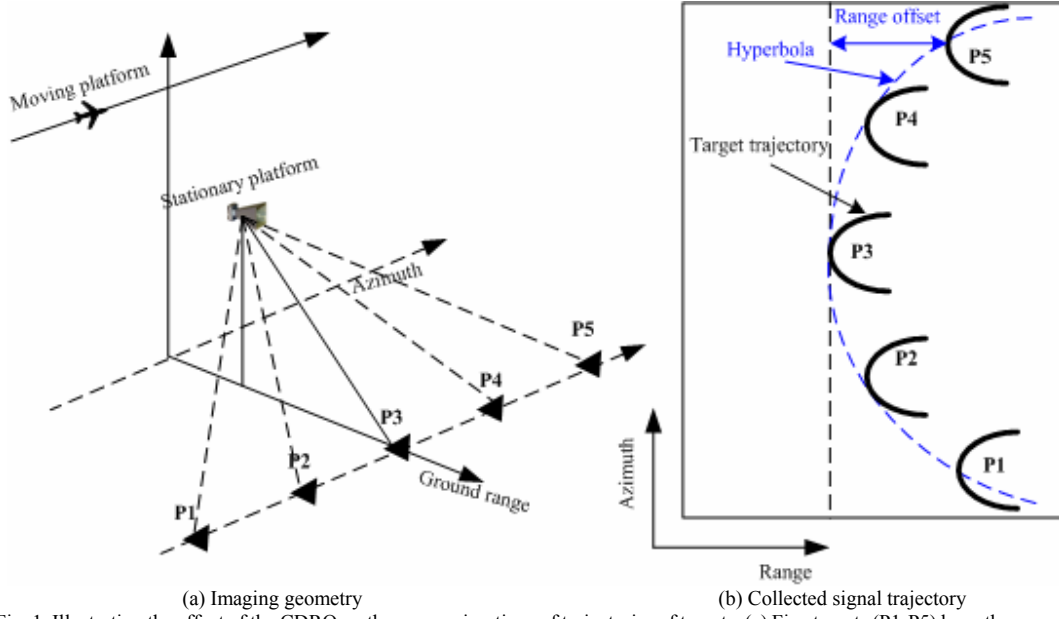 Moving platform
Stationary platform
Azimuth
P5
P4
P3
P2
P1
Ground range
Range offset
Hyperbola
P5
P4
Target trajectory
P3
P2
P1
Azimuth
Range
(a) Imaging geometry
(b) Collected signal trajectory